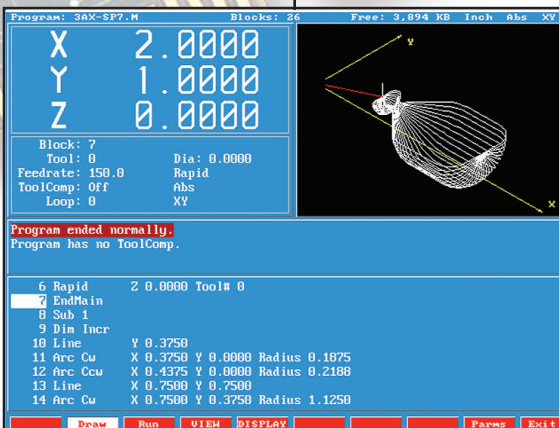 Program: 3AX-SP7.M Blocks: 26 Free: 3,894 KB Inch Abs XY
X 2.0000
Y 1.0000
Z 0.0000
Block: 7
Tool: 0 Dia: 0.0000
Feedrate: 150.0 Rapid
ToolComp: Off Abs
Loop: 0 XY
Y
X
Program ended normally.
Program has no ToolComp.
6 Rapid Z 0.0000 Tool# 0
7 EndMain
8 Sub 1
9 Dim Incr
10 Line Y 0.3750
11 Arc Cw X 0.3750 Y 0.0000 Radius 0.1875
12 Arc Ccw X 0.4375 Y 0.0000 Radius 0.2188
13 Line X 0.7500 Y 0.7500
14 Arc Cw X 0.7500 Y 0.3750 Radius 1.1250
Draw Run VIEW DISPLAY Parms Exit